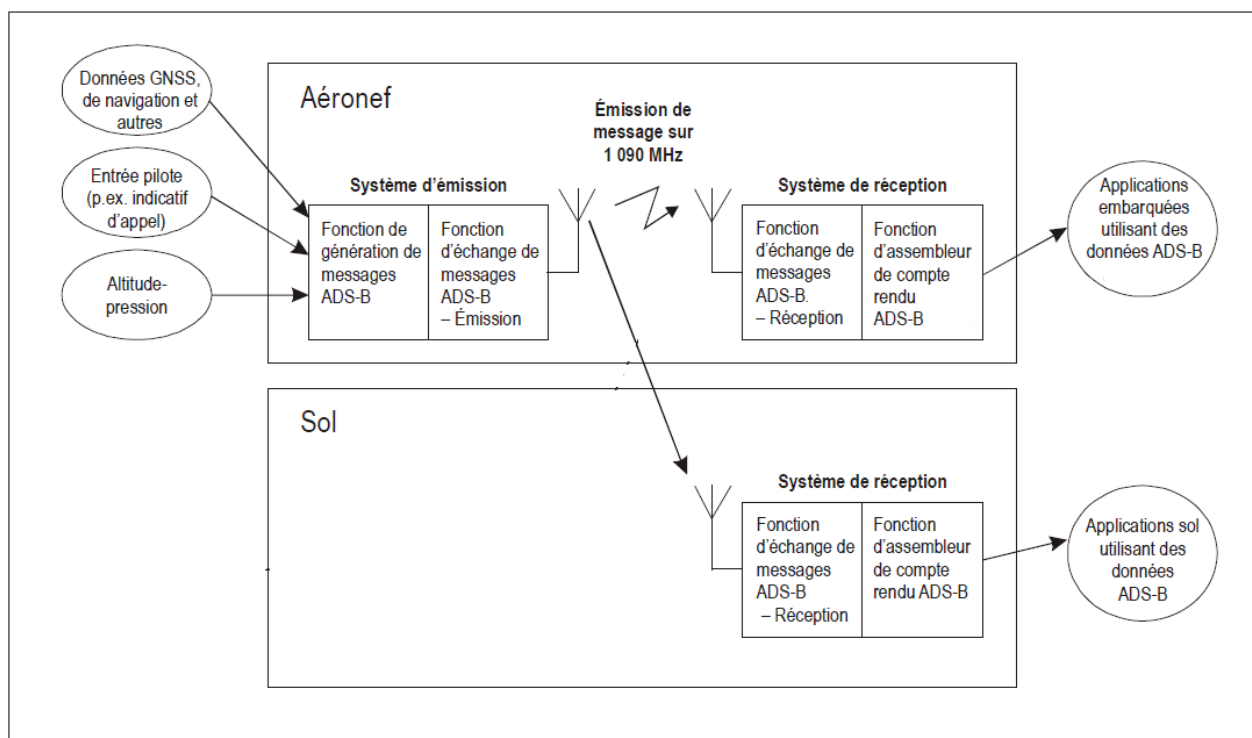 Données GNSS,
de navigation et
autres
Entrée pilote
(p.ex. indicatif
d'appel)
Altitude-
pression
Aéronef
Émission de
message sur
1 090 MHz
Système d'émission
Fonction de
génération de
messages
ADS-B
Fonction
d'échange de
messages
ADS-B
– Émission
Système de réception
Fonction
d'échange de
messages
ADS-B.
– Réception
Fonction
d'assembleur
de compte
rendu
ADS-B
Applications
embarquées
utilisant des
données ADS-B
Sol
Système de réception
Fonction
d'échange de
messages
ADS-B
– Réception
Fonction
d'assembleur
de compte
rendu ADS-B
Applications sol
utilisant des
données
ADS-B